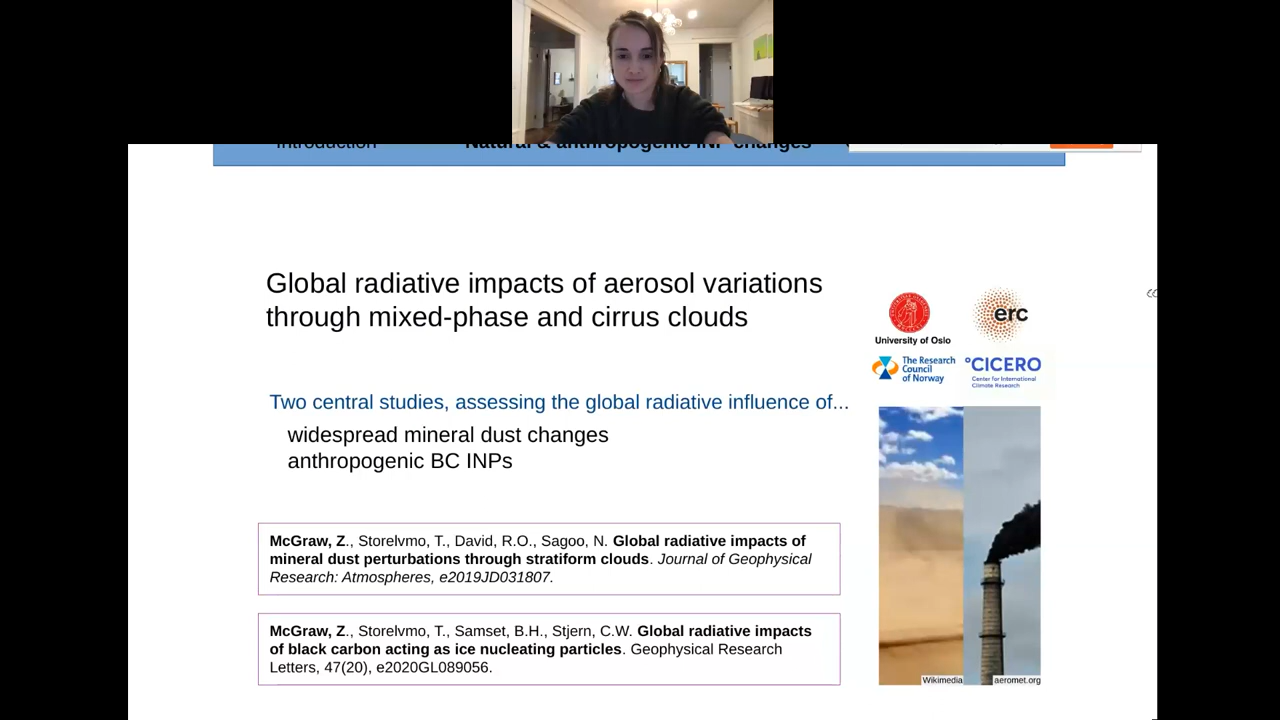 Introduction
Natural & anthropogenic INP changes
Global radiative impacts of aerosol variations
through mixed-phase and cirrus clouds
erc
University of Oslo
The Research
Council
of Norway
°CICERO
Center for International
Climate Research
Two central studies, assessing the global radiative influence of...
widespread mineral dust changes
anthropogenic BC INPs
McGraw, Z., Storelvmo, T., David, R.O., Sagoo, N. Global radiative impacts of
mineral dust perturbations through stratiform clouds. Journal of Geophysical
Research: Atmospheres, e2019JD031807.
McGraw, Z., Storelvmo, T., Samset, B.H., Stjern, C.W. Global radiative impacts
of black carbon acting as ice nucleating particles. Geophysical Research
Letters, 47(20), e2020GL089056.
Wikimedia
aeromet.org